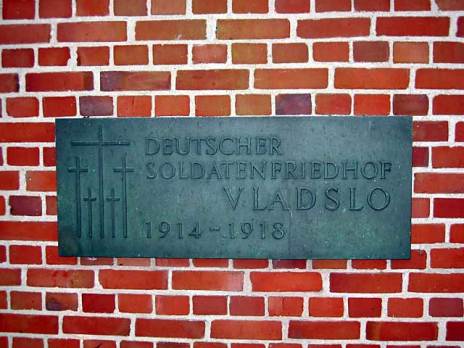 DEUTSCHER
SOLDATENFRIEDHOF
VLADSLO
1914-1918